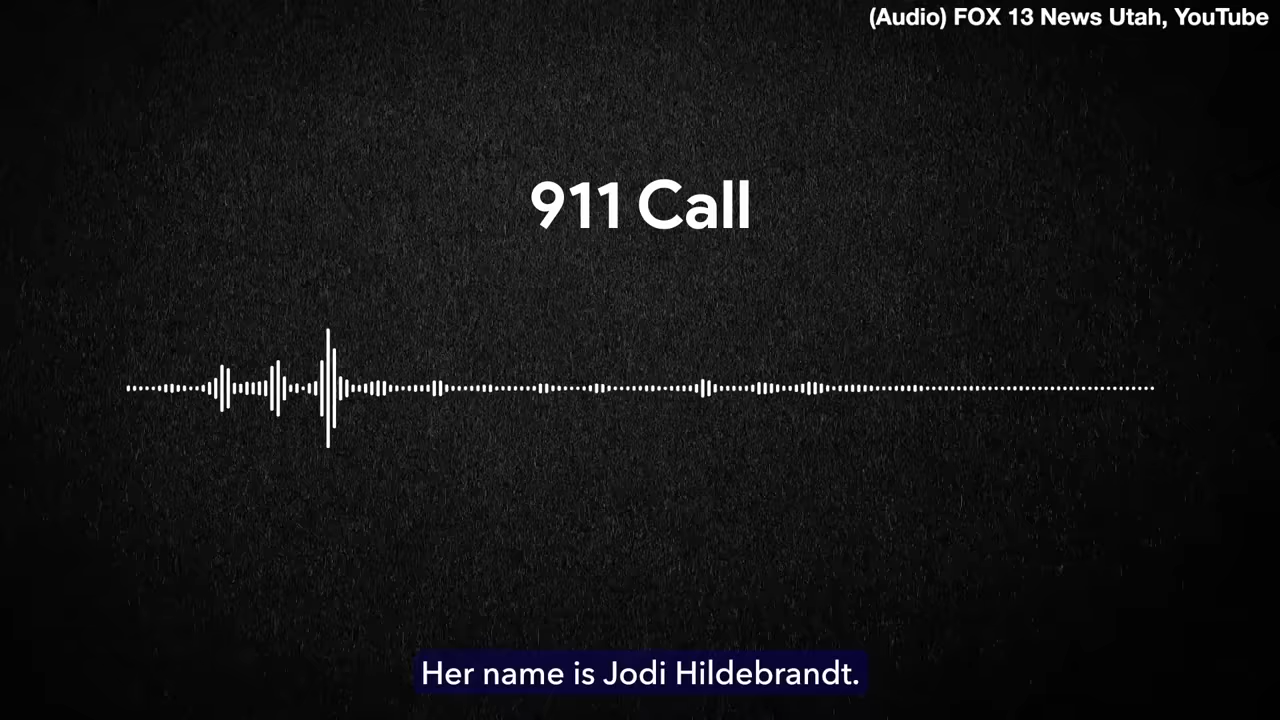 (Audio) FOX 13 News Utah, YouTube
911 Call
Her name is Jodi Hildebrandt.